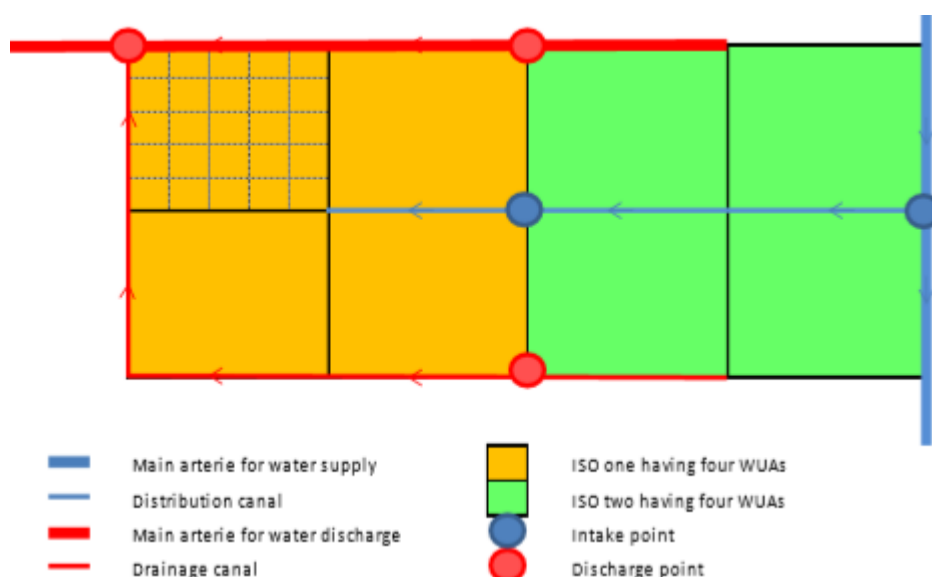 Main arterie for water supply
ISO one having four WUAs
Distribution canal
ISO two having four WUAs
Main arterie for water discharge
Intake point
Drainage canal
Discharge point